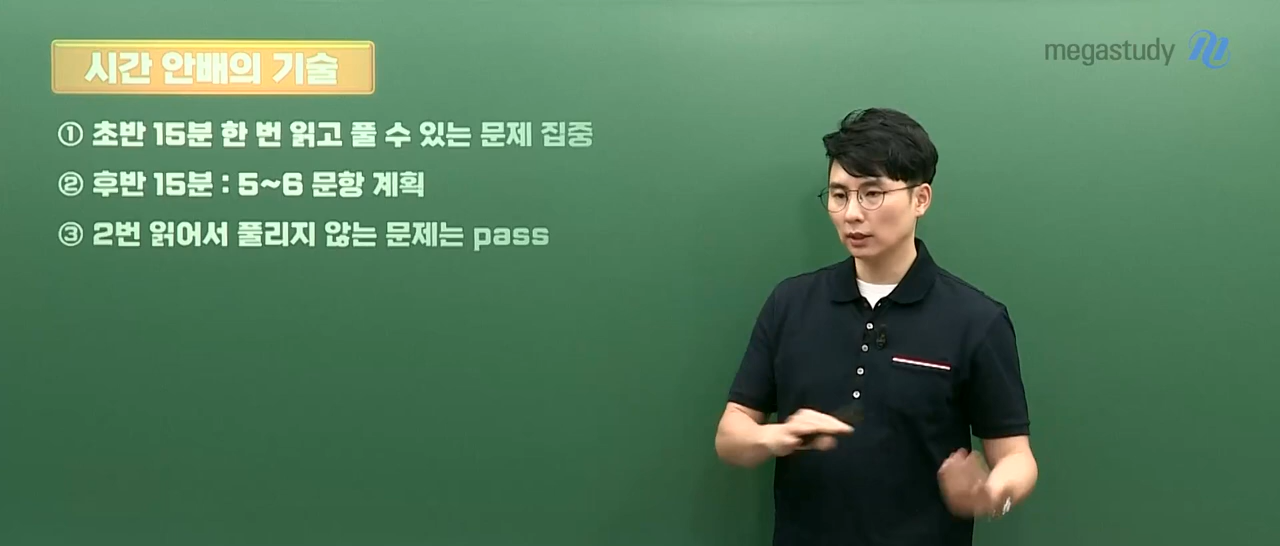 시간 안배의 기술
megastudy
① 초반 15분 한 번 읽고 풀 수 있는 문제 집중
② 후반 15분 : 5~6 문항 계획
③ 2번 읽어서 풀리지 않는 문제는 pass